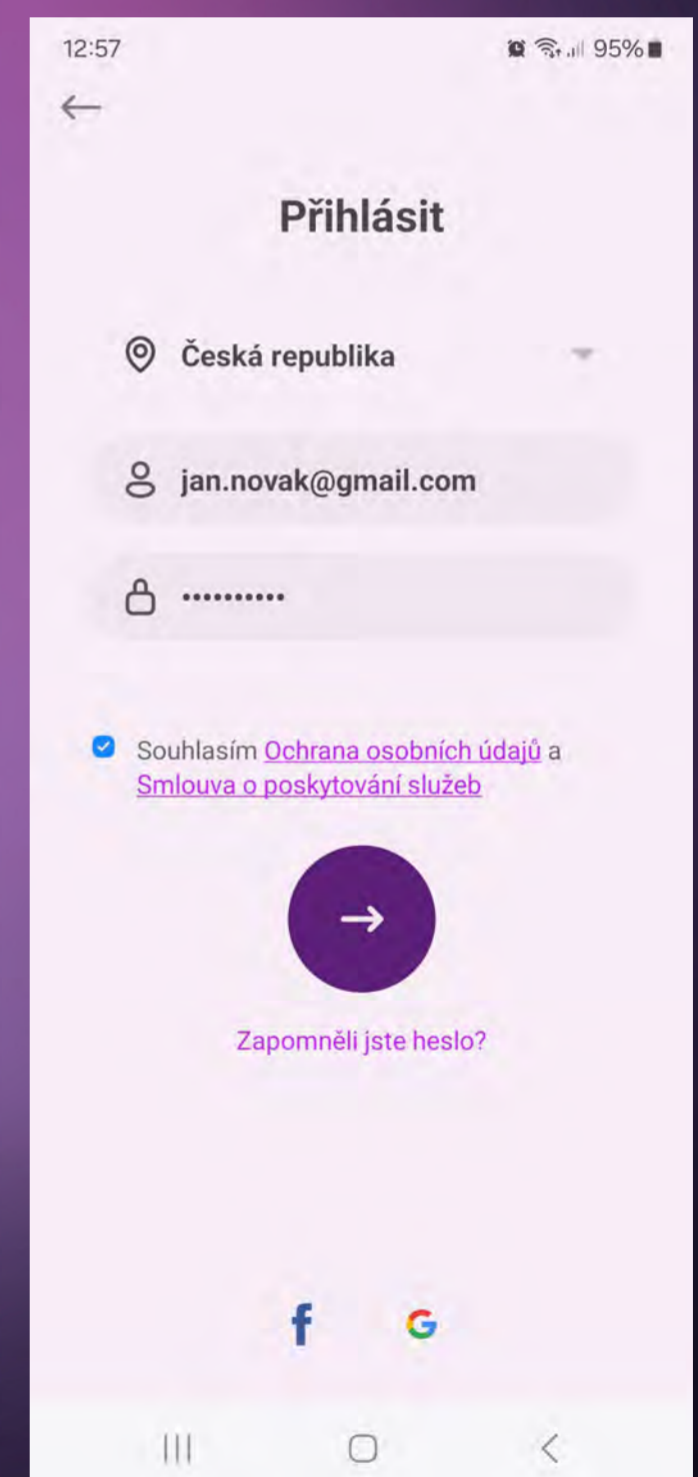 12:57 95%
Přihlásit
Česká republika
jan.novak@gmail.com
••••••••••
Souhlasím Ochrana osobních údajů a
Smlouva o poskytování služeb
Zapomněli jste heslo?